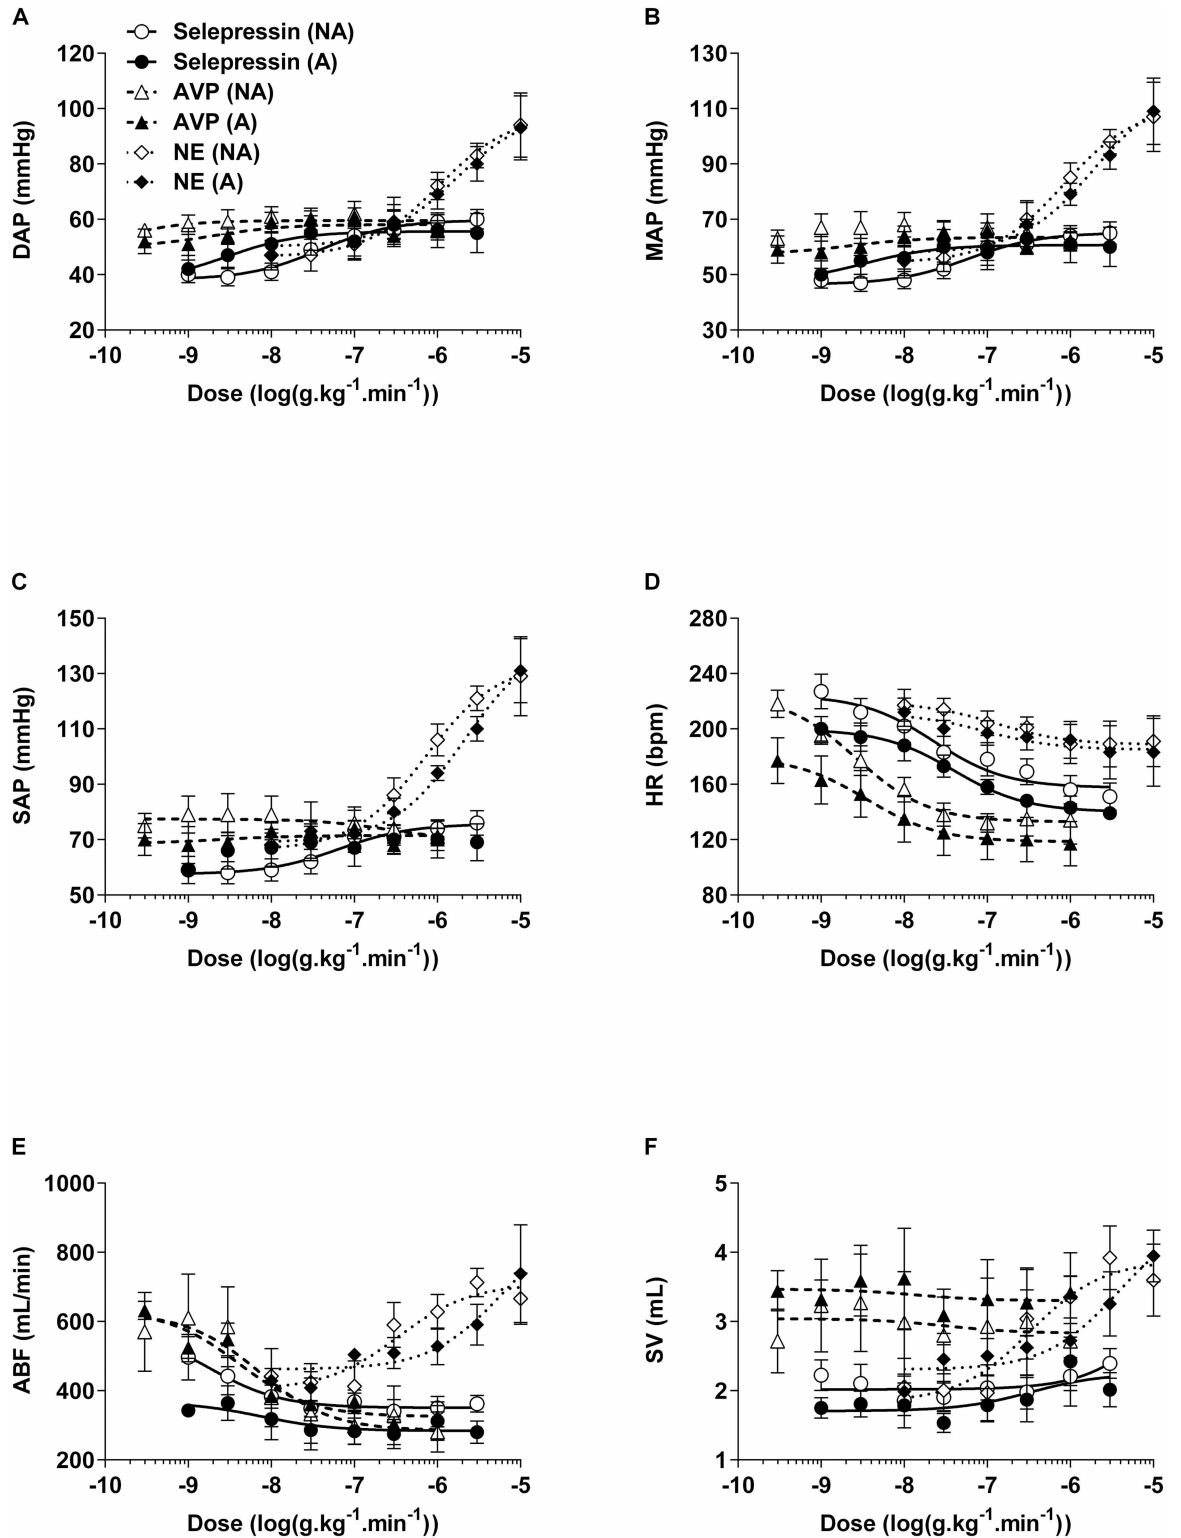 A
Selepressin (NA)
Selepressin (A)
AVP (NA)
AVP (A)
NE (NA)
NE (A)
120
100
80
60
40
20
DAP (mmHg)
-10 -9 -8 -7 -6 -5
Dose (log(g.kg⁻¹.min⁻¹))
B
130
110
90
70
50
30
MAP (mmHg)
-10 -9 -8 -7 -6 -5
Dose (log(g.kg⁻¹.min⁻¹))
C
150
130
110
90
70
50
SAP (mmHg)
-10 -9 -8 -7 -6 -5
Dose (log(g.kg⁻¹.min⁻¹))
D
280
240
200
160
120
80
HR (bpm)
-10 -9 -8 -7 -6 -5
Dose (log(g.kg⁻¹.min⁻¹))
E
1000
800
600
400
200
ABF (mL/min)
-10 -9 -8 -7 -6 -5
Dose (log(g.kg⁻¹.min⁻¹))
F
5
4
3
2
1
SV (mL)
-10 -9 -8 -7 -6 -5
Dose (log(g.kg⁻¹.min⁻¹))